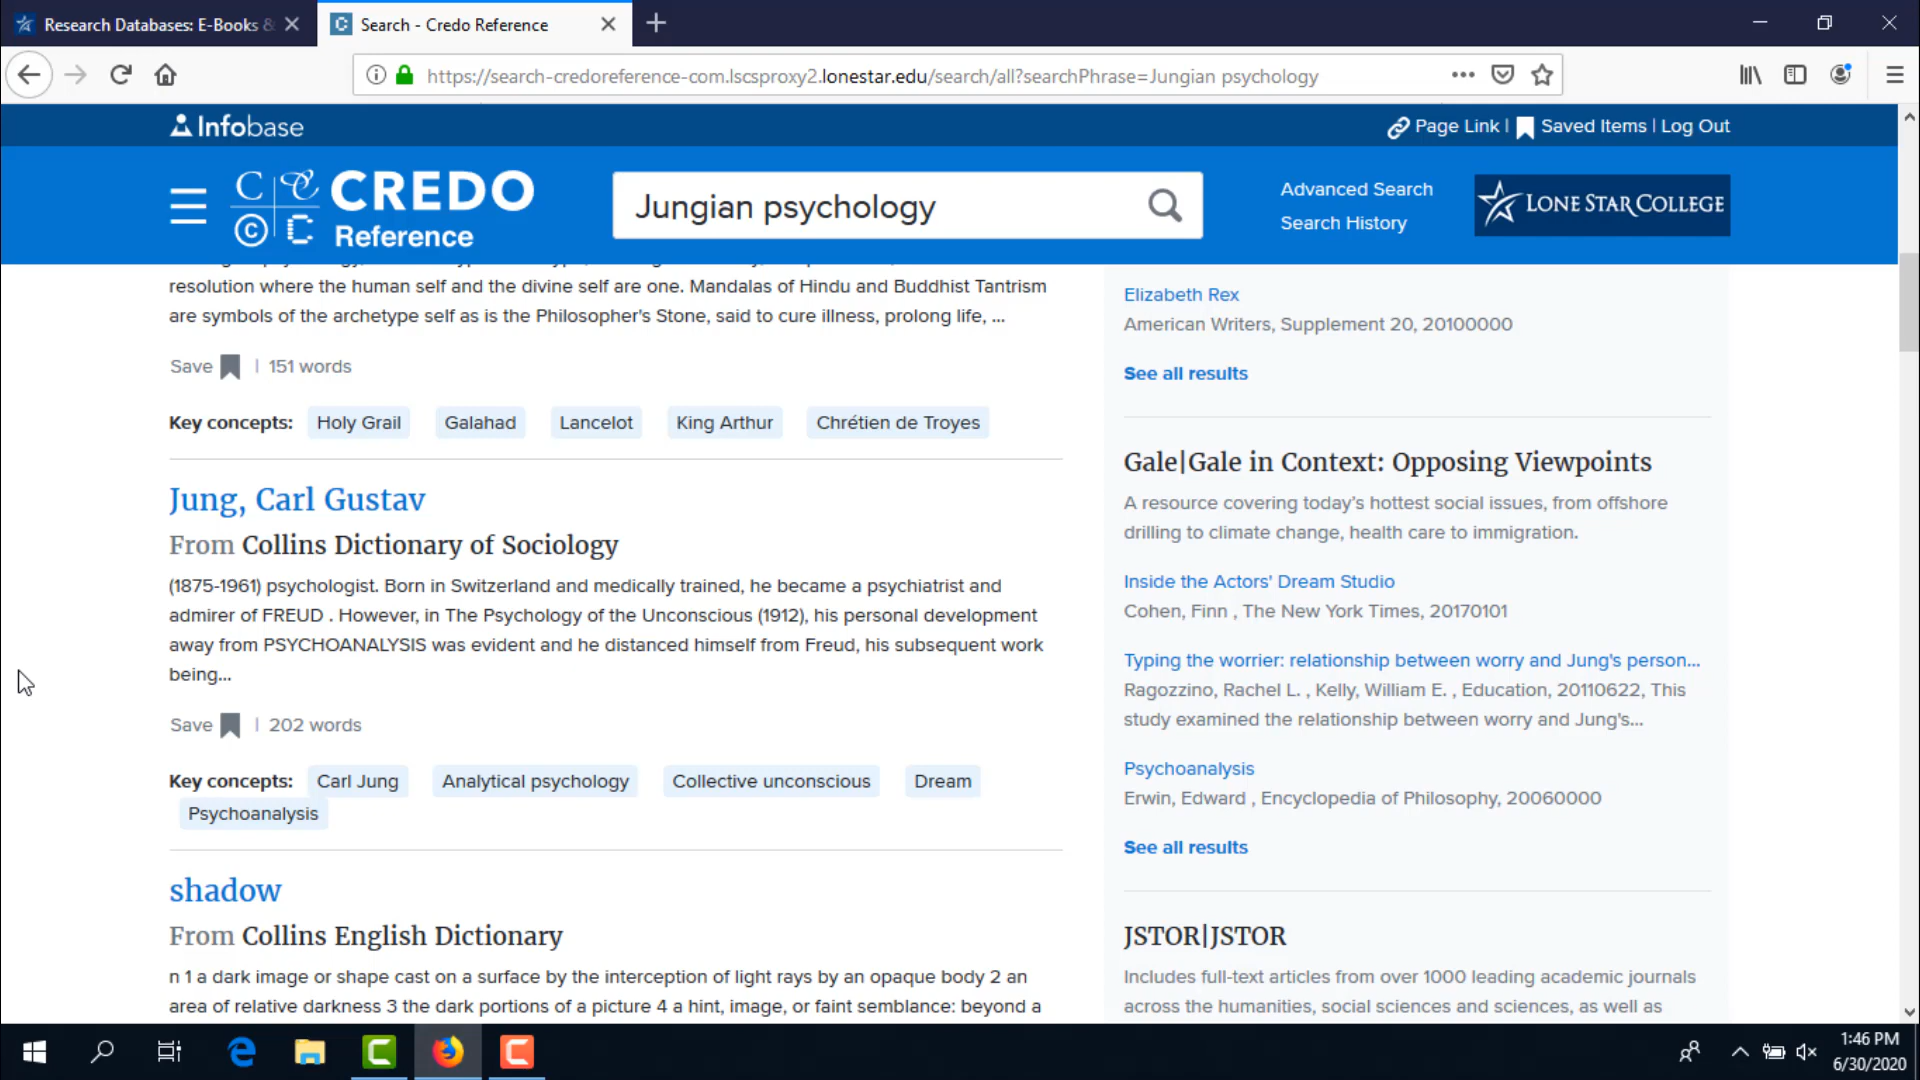 Research Databases: E-Books &
Search - Credo Reference
https://search-credoreference-com.lscsproxy2.lonestar.edu/search/all?searchPhrase=Jungian psychology
Infobase
Page Link | Saved Items | Log Out
CREDO
Reference
Jungian psychology
Advanced Search
Search History
LONE STAR COLLEGE
resolution where the human self and the divine self are one. Mandalas of Hindu and Buddhist Tantrism
are symbols of the archetype self as is the Philosopher's Stone, said to cure illness, prolong life, ...
Save | 151 words
Key concepts: Holy Grail Galahad Lancelot King Arthur Chrétien de Troyes
Jung, Carl Gustav
From Collins Dictionary of Sociology
(1875-1961) psychologist. Born in Switzerland and medically trained, he became a psychiatrist and
admirer of FREUD . However, in The Psychology of the Unconscious (1912), his personal development
away from PSYCHOANALYSIS was evident and he distanced himself from Freud, his subsequent work
being...
Save | 202 words
Key concepts: Carl Jung Analytical psychology Collective unconscious Dream
Psychoanalysis
shadow
From Collins English Dictionary
n 1 a dark image or shape cast on a surface by the interception of light rays by an opaque body 2 an
area of relative darkness 3 the dark portions of a picture 4 a hint, image, or faint semblance: beyond a
Elizabeth Rex
American Writers, Supplement 20, 20100000
See all results
Gale|Gale in Context: Opposing Viewpoints
A resource covering today's hottest social issues, from offshore
drilling to climate change, health care to immigration.
Inside the Actors' Dream Studio
Cohen, Finn , The New York Times, 20170101
Typing the worrier: relationship between worry and Jung's person...
Ragozzino, Rachel L. , Kelly, William E. , Education, 20110622, This
study examined the relationship between worry and Jung's...
Psychoanalysis
Erwin, Edward , Encyclopedia of Philosophy, 20060000
See all results
JSTOR|JSTOR
Includes full-text articles from over 1000 leading academic journals
across the humanities, social sciences and sciences, as well as
1:46 PM
6/30/2020